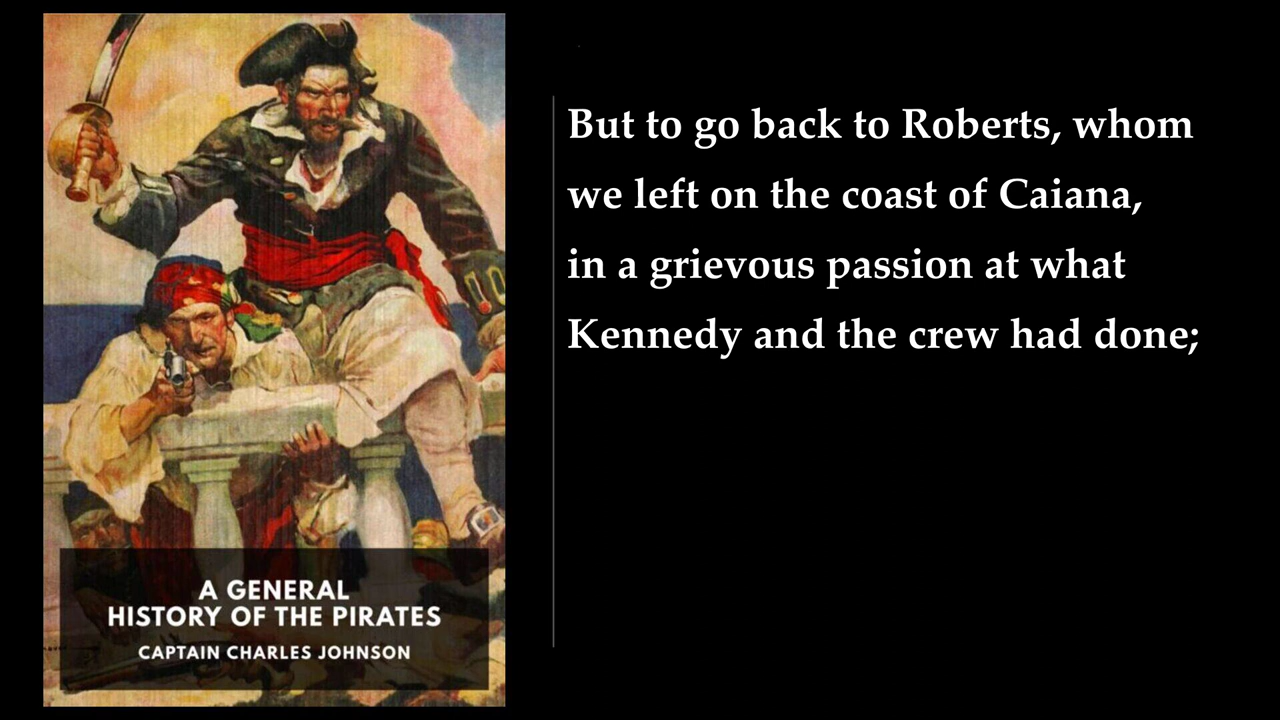 A GENERAL
HISTORY OF THE PIRATES
CAPTAIN CHARLES JOHNSON
But to go back to Roberts, whom
we left on the coast of Caiana,
in a grievous passion at what
Kennedy and the crew had done;